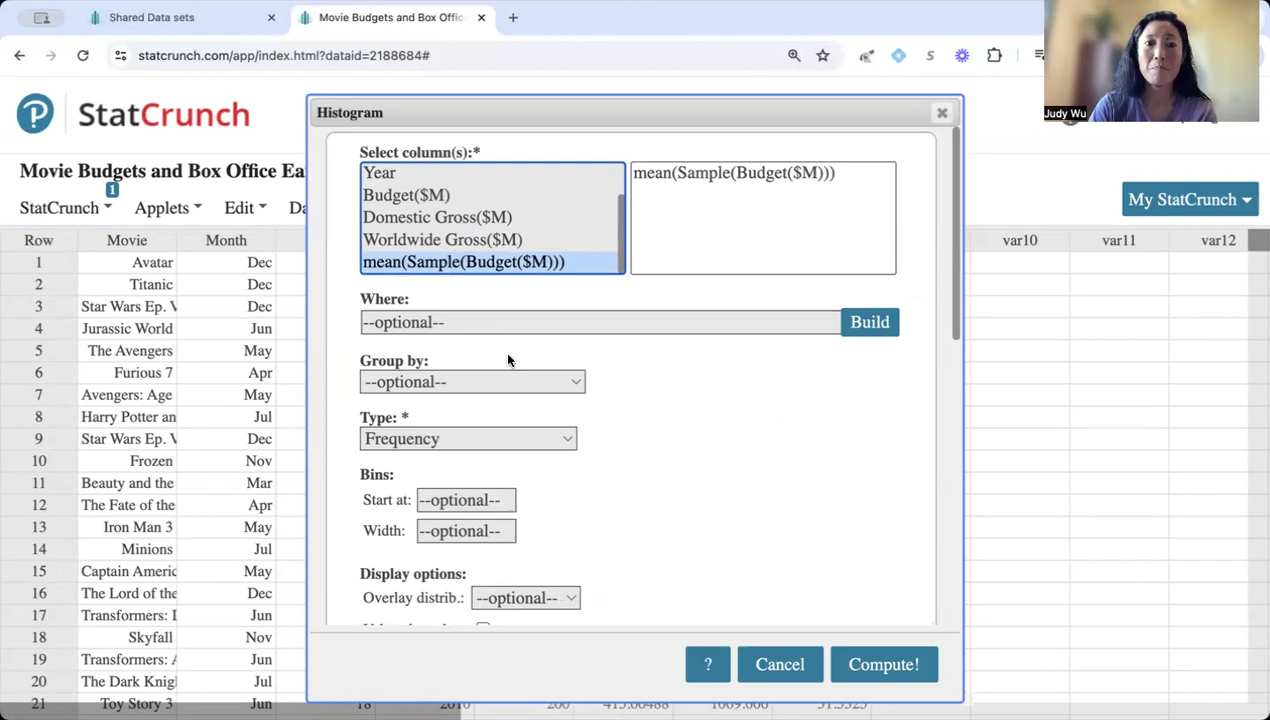 Shared Data sets
Movie Budgets and Box Office
statcrunch.com/app/index.html?dataid=2188684#
Judy Wu
StatCrunch
Movie Budgets and Box Office Ea
1
StatCrunch Applets Edit Da
My StatCrunch
Histogram
Select column(s):*
Year
Budget($M)
Domestic Gross($M)
Worldwide Gross($M)
mean(Sample(Budget($M)))
mean(Sample(Budget($M)))
Where:
--optional--
Build
Group by:
--optional--
Type: *
Frequency
Bins:
Start at: --optional--
Width: --optional--
Display options:
Overlay distrib.: --optional--
? Cancel Compute!
Row Movie Month var10 var11 var12
1 Avatar Dec
2 Titanic Dec
3 Star Wars Ep. V Dec
4 Jurassic World Jun
5 The Avengers May
6 Furious 7 Apr
7 Avengers: Age May
8 Harry Potter an Jul
9 Star Wars Ep. V Dec
10 Frozen Nov
11 Beauty and the Mar
12 The Fate of the Apr
13 Iron Man 3 May
14 Minions Jul
15 Captain Americ May
16 The Lord of the Dec
17 Transformers: I Jun
18 Skyfall Nov
19 Transformers: A Jun
20 The Dark Knig Jul
21 Toy Story 3 Jun 18 2010 200